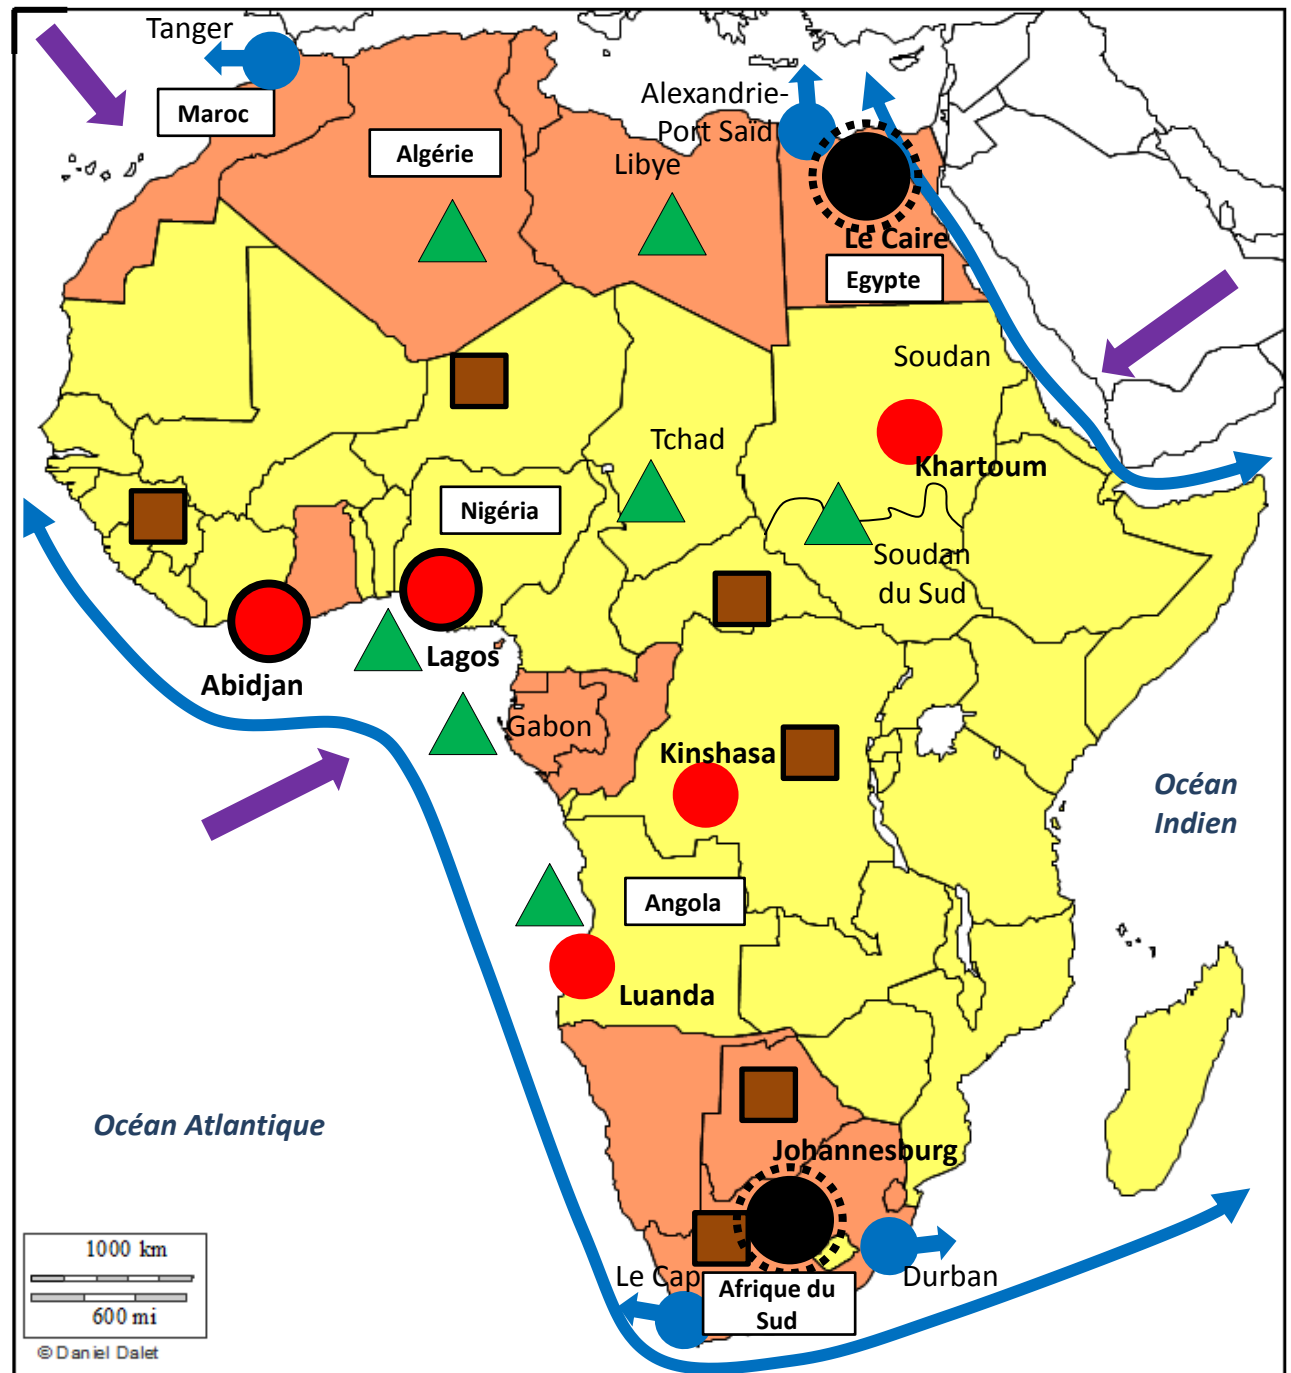 Tanger
Maroc
Alexandrie-
Port Saïd
Algérie
Libye
Le Caire
Egypte
Soudan
Tchad
Khartoum
Nigéria
Soudan
du Sud
Lagos
Abidjan
Gabon
Kinshasa
Océan
Indien
Angola
Luanda
Océan Atlantique
Johannesburg
1000 km
600 mi
Le Cap
Durban
Afrique du
Sud
©Daniel Dalet